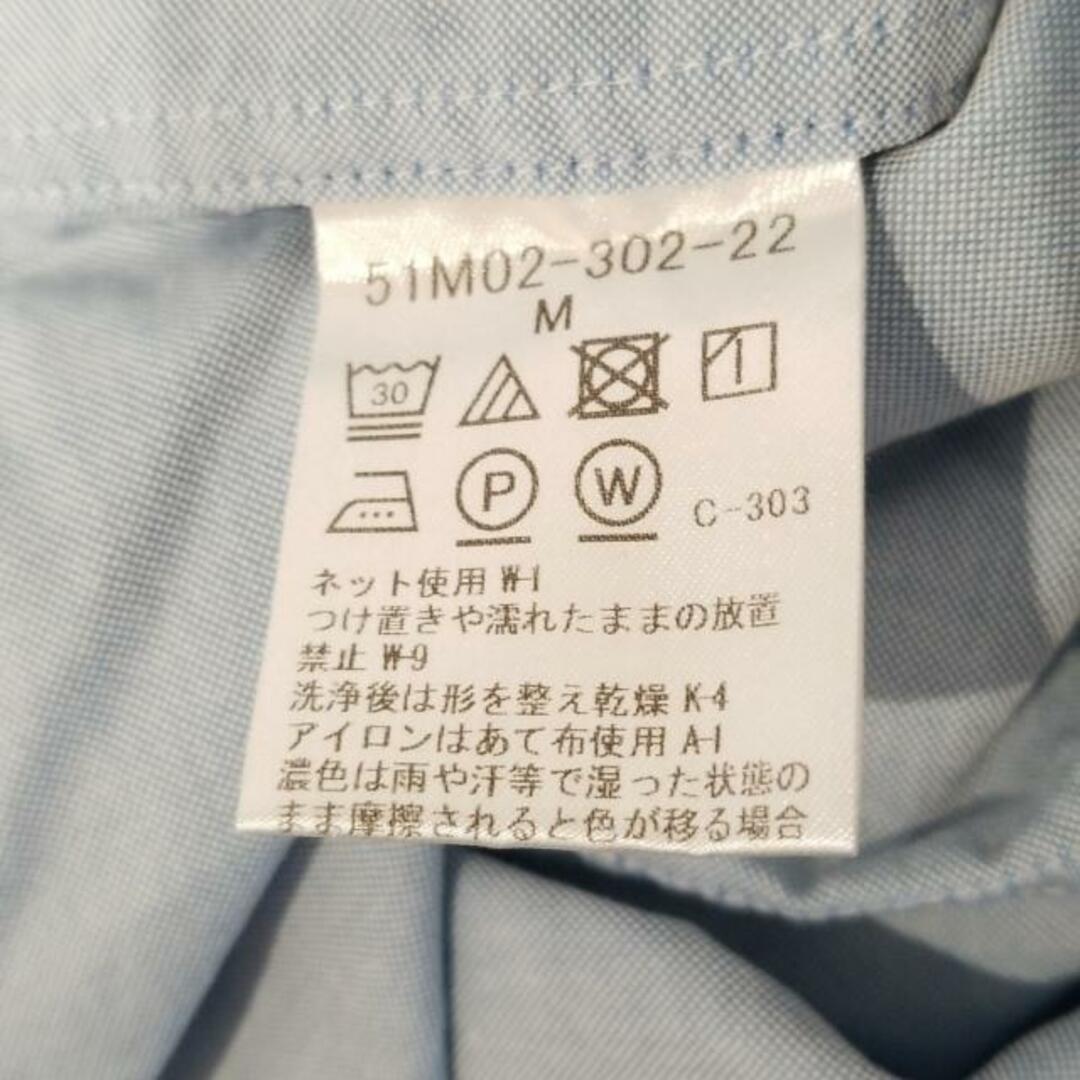 51M02-302-22
M
30
P W C-303
ネット使用 W-1
つけ置きや濡れたままの放置
禁止 W-9
洗浄後は形を整え乾燥 K-4
アイロンはあて布使用 A-1
濃色は雨や汗等で湿った状態の
まま摩擦されると色が移る場合